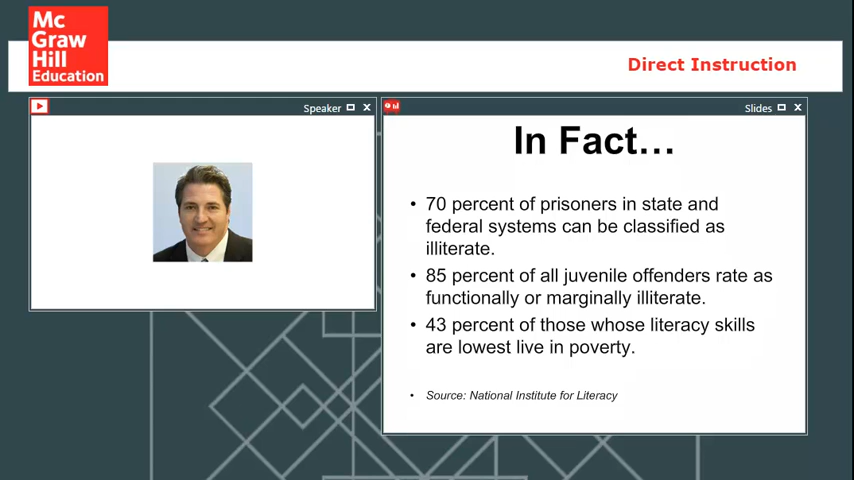 Mc
Graw
Hill
Education
Direct Instruction
Speaker
Slides
In Fact…
• 70 percent of prisoners in state and
federal systems can be classified as
illiterate.
• 85 percent of all juvenile offenders rate as
functionally or marginally illiterate.
• 43 percent of those whose literacy skills
are lowest live in poverty.
• Source: National Institute for Literacy